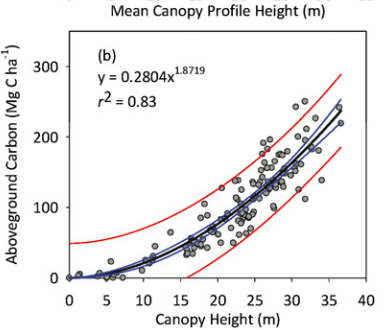 Mean Canopy Profile Height (m)
(b)
y = 0.2804x^1.8719
r2 = 0.83
Aboveground Carbon (Mg C ha^-1)
300
200
100
0
0 5 10 15 20 25 30 35 40
Canopy Height (m)